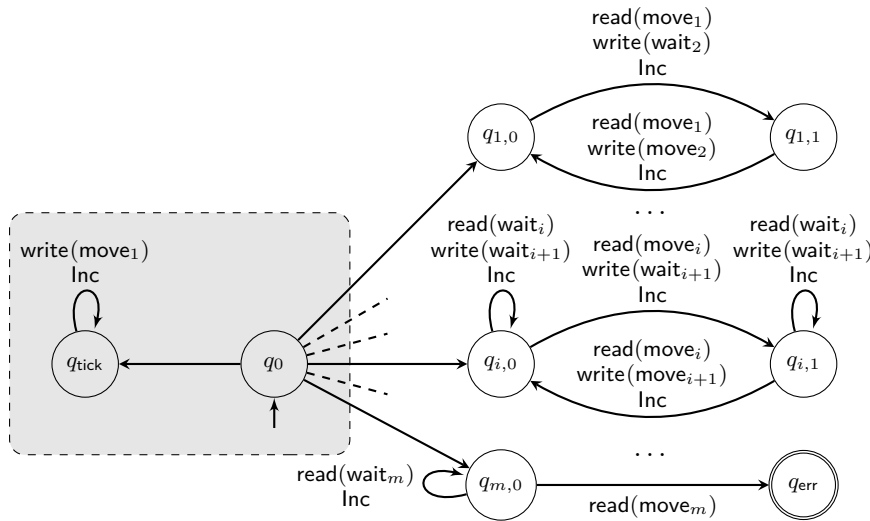 read(move₁)
write(wait₂)
Inc
q₁,₀
read(move₁)
write(move₂)
Inc
q₁,₁
...
write(move₁)
Inc
q_tick
q₀
read(waitᵢ)
write(waitᵢ₊₁)
Inc
qᵢ,₀
read(moveᵢ)
write(waitᵢ₊₁)
Inc
read(moveᵢ)
write(moveᵢ₊₁)
Inc
read(waitᵢ)
write(waitᵢ₊₁)
Inc
qᵢ,₁
...
read(waitₘ)
Inc
qₘ,₀
read(moveₘ)
q_err